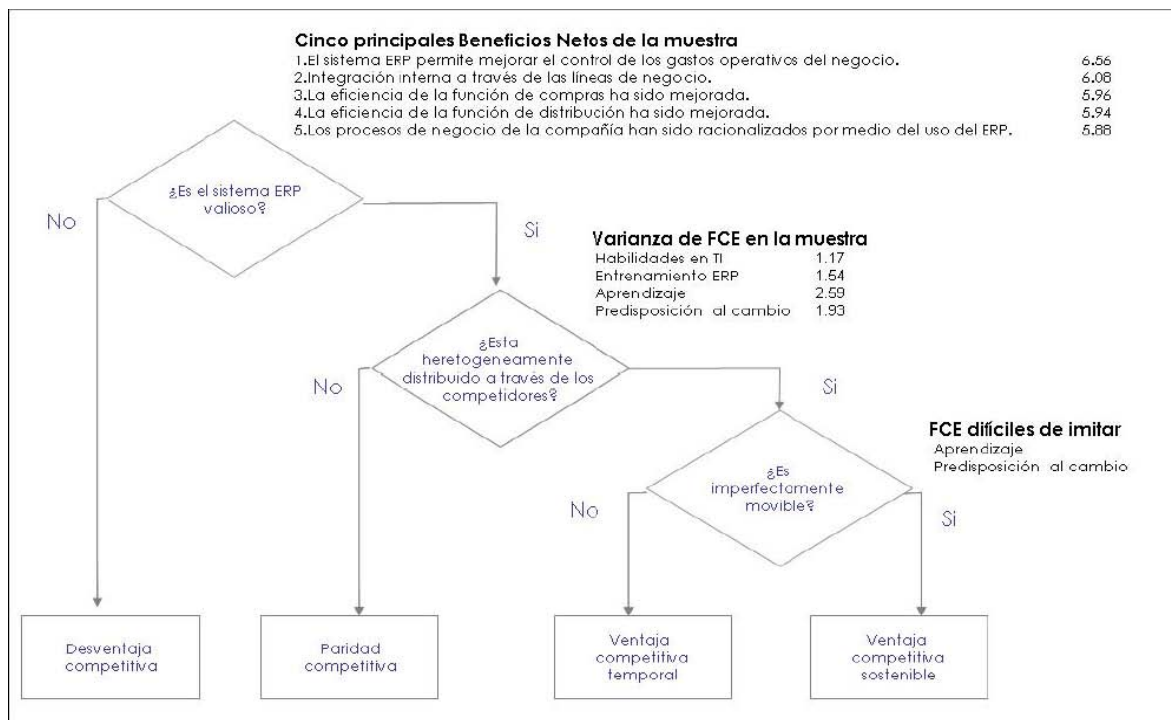 Cinco principales Beneficios Netos de la muestra
1.El sistema ERP permite mejorar el control de los gastos operativos del negocio. 6.56
2.Integración interna a través de las líneas de negocio. 6.08
3.La eficiencia de la función de compras ha sido mejorada. 5.96
4.La eficiencia de la función de distribución ha sido mejorada. 5.94
5.Los procesos de negocio de la compañía han sido racionalizados por medio del uso del ERP. 5.88
¿Es el sistema ERP
valioso?
No
Si
Varianza de FCE en la muestra
Habilidades en TI 1.17
Entrenamiento ERP 1.54
Aprendizaje 2.59
Predisposición al cambio 1.93
¿Esta
heretogeneamente
distribuido a través de los
competidores?
No
Si
FCE difíciles de imitar
Aprendizaje
Predisposición al cambio
¿Es
imperfectamente
movible?
No
Si
Desventaja
competitiva
Paridad
competitiva
Ventaja
competitiva
temporal
Ventaja
competitiva
sostenible